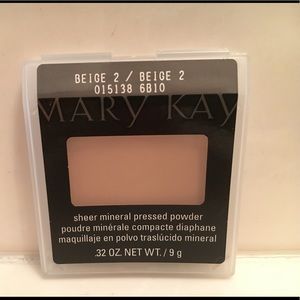 BEIGE 2 / BEIGE 2
015138 6B10
MARY KAY
sheer mineral pressed powder
poudre minérale compacte diaphane
maquillaje en polvo traslúcido mineral
.32 OZ. NET WT. / 9 g